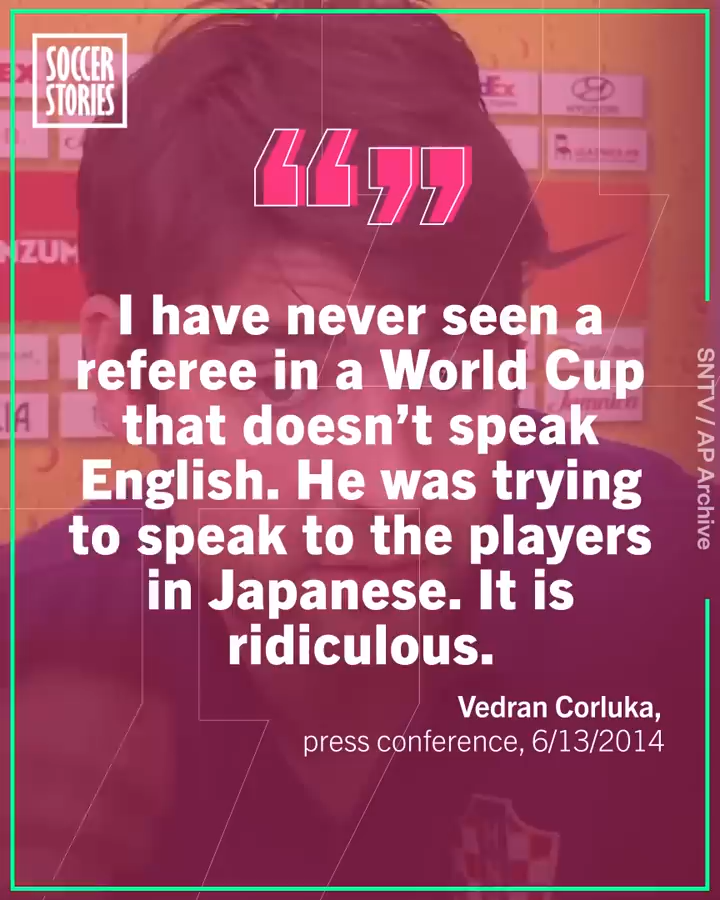 SOCCER
STORIES
HYUNDAI
I have never seen a
referee in a World Cup
that doesn’t speak
English. He was trying
to speak to the players
in Japanese. It is
ridiculous.
Vedran Corluka,
press conference, 6/13/2014
SNTV / AP Archive